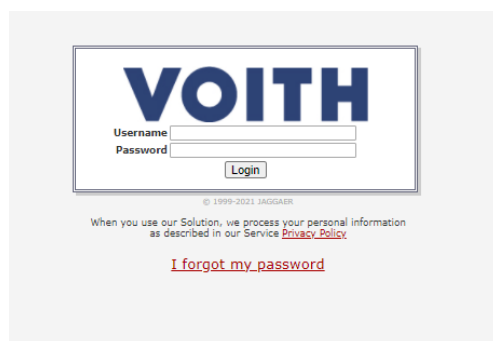 VOITH
Username
Password
Login
© 1999-2021 JAGGAER
When you use our Solution, we process your personal information
as described in our Service Privacy Policy
I forgot my password